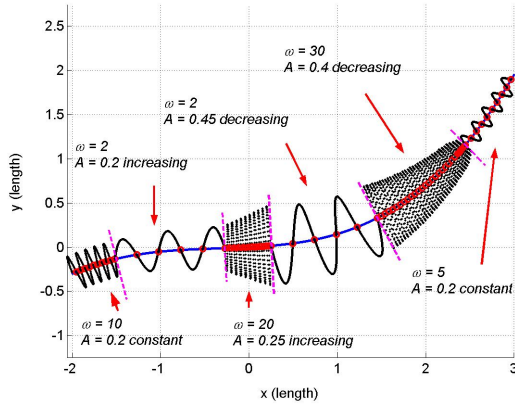 ω = 30
A = 0.4 decreasing
ω = 2
A = 0.45 decreasing
ω = 2
A = 0.2 increasing
ω = 5
A = 0.2 constant
ω = 10
A = 0.2 constant
ω = 20
A = 0.25 increasing
y (length)
2.5
2
1.5
1
0.5
0
-0.5
-1
-2
-1
0
1
2
3
x (length)